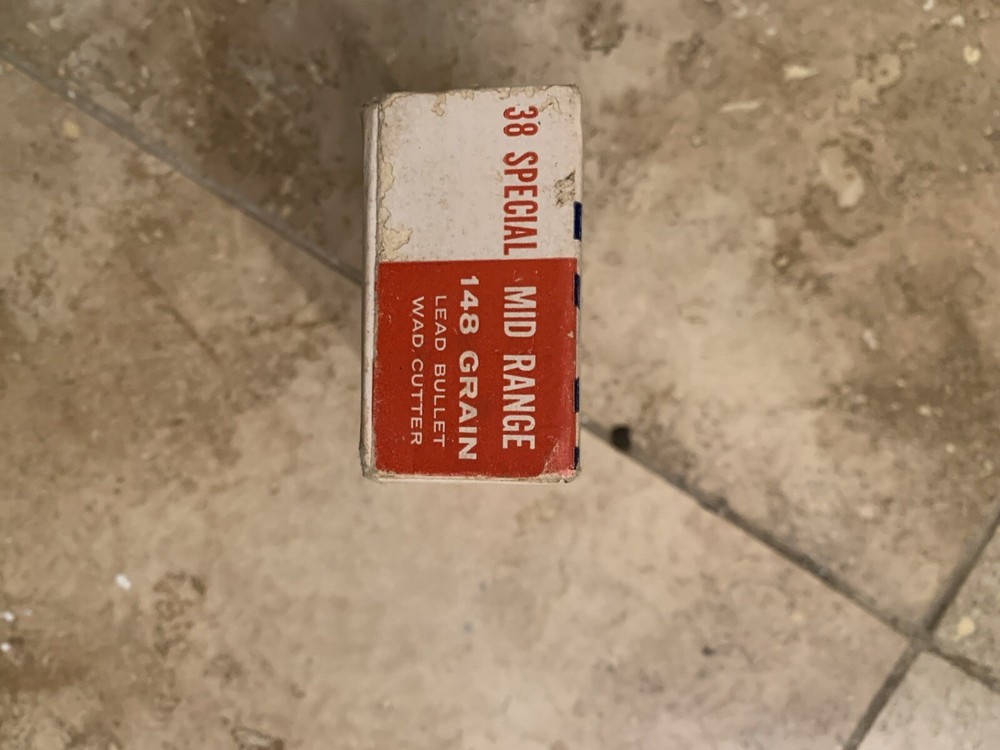 38 SPECIAL MID RANGE
148 GRAIN
LEAD BULLET
WAD CUTTER